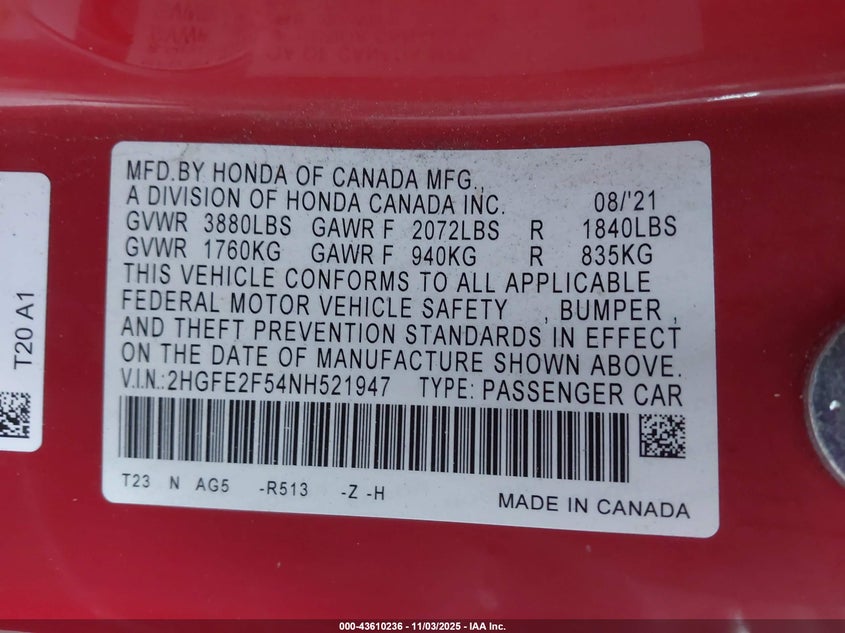 MFD.BY HONDA OF CANADA MFG.,
A DIVISION OF HONDA CANADA INC. 08/'21
GVWR 3880LBS GAWR F 2072LBS R 1840LBS
GVWR 1760KG GAWR F 940KG R 835KG
THIS VEHICLE CONFORMS TO ALL APPLICABLE
FEDERAL MOTOR VEHICLE SAFETY , BUMPER ,
AND THEFT PREVENTION STANDARDS IN EFFECT
ON THE DATE OF MANUFACTURE SHOWN ABOVE.
V.I.N.:2HGFE2F54NH521947 TYPE: PASSENGER CAR
T23 N AG5 -R513 -Z -H
MADE IN CANADA
T20 A1
000-43610236 - 11/03/2025 - IAA Inc.